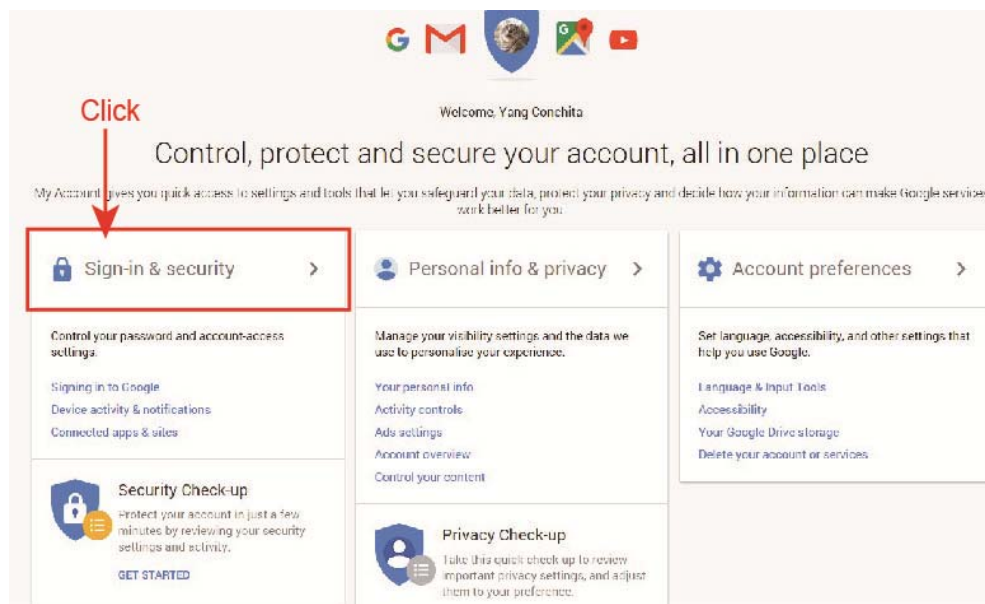 Click
Welcome, Yang Conchita
Control, protect and secure your account, all in one place
My Account gives you quick access to settings and tools that let you safeguard your data, protect your privacy and decide how your information can make Google services
work better for you
Sign-in & security
Control your password and account-access
settings.
Signing in to Google
Device activity & notifications
Connected apps & sites
Security Check-up
Protect your account in just a few
minutes by reviewing your security
settings and activity.
GET STARTED
Personal info & privacy
Manage your visibility settings and the data we
use to personalise your experience.
Your personal info
Activity controls
Ads settings
Account overview
Control your content
Privacy Check-up
Take this quick check-up to review
important privacy settings, and adjust
them to your preference.
Account preferences
Set language, accessibility, and other settings that
help you use Google.
Language & Input Tools
Accessibility
Your Google Drive storage
Delete your account or services